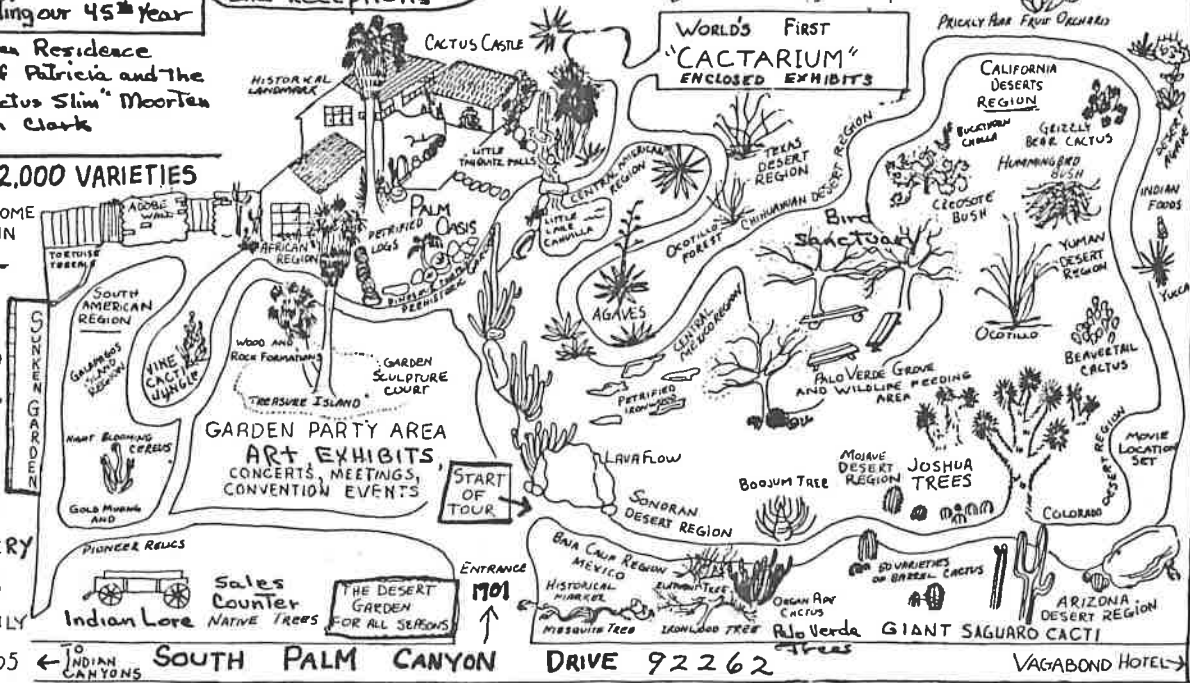 ling our 45th Year
and Receptions
Residence
f Patricia and the
ctus Slim" Moorten
Clark
2,000 VARIETIES
OME
IN
HISTORICAL
LANDMARK
CACTUS CASTLE
WORLD'S FIRST
"CACTARIUM"
ENCLOSED EXHIBITS
PRICKLY PEAR FRUIT ORCHARD
CALIFORNIA
DESERTS
REGION
BUCKHORN
CHOLLA
GRIZZLY
BEAR CACTUS
HUMMINGBIRD
BUSH
CREOSOTE
BUSH
DESERT
AGAVE
INDIAN
FOODS
YUCCA
YUMAN
DESERT
REGION
OCOTILLO
BEAVERTAIL
CACTUS
LITTLE
TAHQUITZ FALLS
CENTRAL AMERICAN
REGION
LITTLE
LAKE
CAHUILLA
TEXAS
DESERT
REGION
CHIHUAHUAN DESERT REGION
OCOTILLO
FOREST
AGAVES
Bird
Sanctuary
ADOBE
WALL
TORTOISE
AFRICAN
REGION
PETRIFIED
LOGS
PALM
OASIS
DINOSAUR
PREHISTORIC
SUNKEN GARDEN
SOUTH
AMERICAN
REGION
GALAPAGOS
ISLAND
REGION
VINE
CACTUS
JUNGLE
NIGHT BLOOMING
CEREUS
GOLD MINING
AND
WOOD AND
ROCK FORMATIONS
GARDEN
SCULPTURE
COURT
"TREASURE ISLAND"
GARDEN PARTY AREA
ART EXHIBITS,
CONCERTS, MEETINGS,
CONVENTION EVENTS
START
OF
TOUR
CENTRAL
MEXICO REGION
PETRIFIED
IRONWOOD
PALO VERDE GROVE
AND WILDLIFE FEEDING
AREA
LAVA FLOW
SONORAN
DESERT REGION
BOOJUM TREE
MOJAVE
DESERT
REGION
JOSHUA
TREES
COLORADO DESERT REGION
MOVIE
LOCATION
SET
ERY
ILY
PIONEER RELICS
Indian Lore
Sales
Counter
NATIVE TREES
THE DESERT
GARDEN
FOR ALL SEASONS
ENTRANCE
1701
BAJA CALIF REGION
MEXICO
HISTORICAL
MARKER
MESQUITE TREE
ELEPHANT TREE
IRONWOOD TREE
ORGAN PIPE
CACTUS
Palo Verda
Trees
50 VARIETIES
OF BARREL CACTUS
GIANT SAGUARO CACTI
ARIZONA
DESERT REGION
05
← TO
INDIAN
CANYONS
SOUTH PALM CANYON DRIVE 92262
VAGABOND HOTEL→